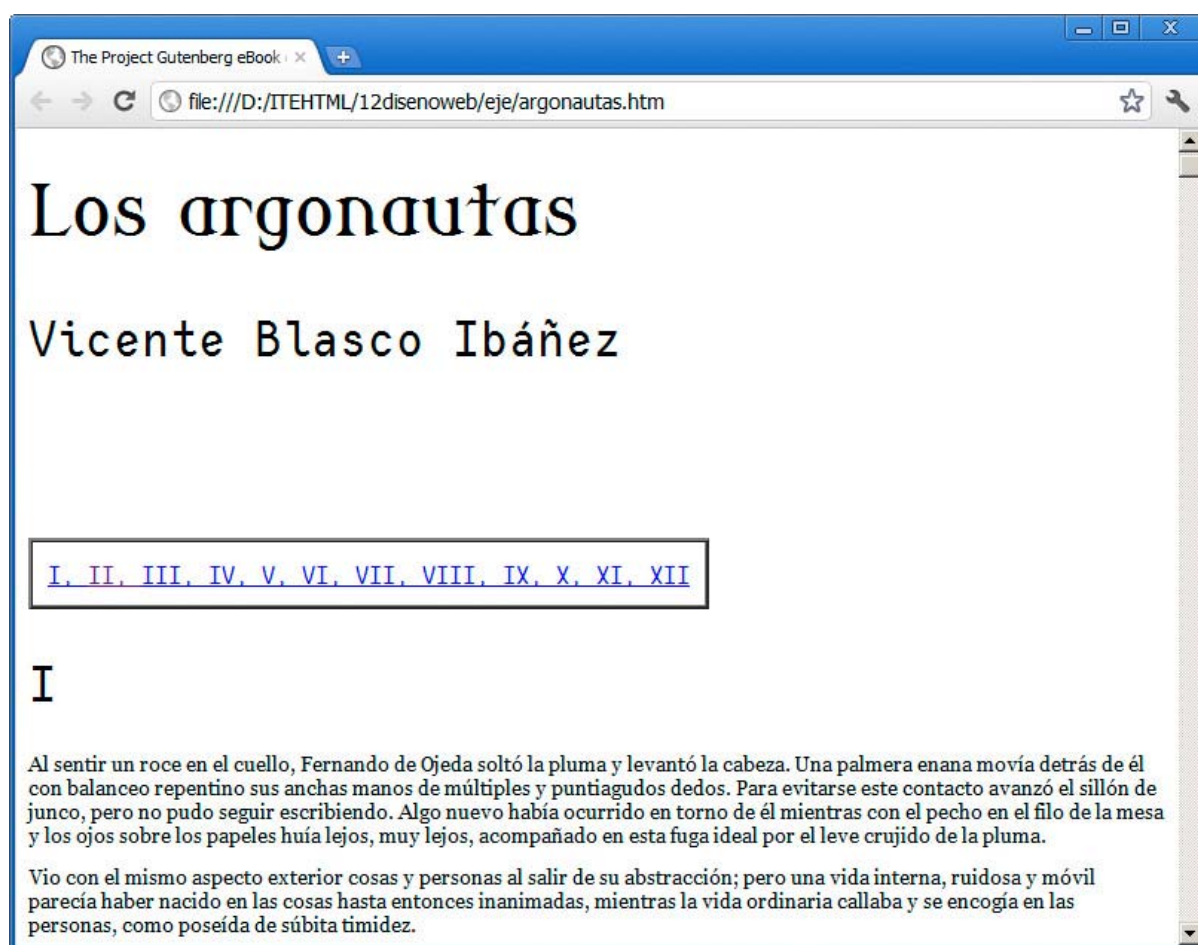 The Project Gutenberg eBook
file:///D:/ITEHTML/12disenoweb/eje/argonautas.htm
Los argonautas
Vicente Blasco Ibáñez
I, II, III, IV, V, VI, VII, VIII, IX, X, XI, XII
I
Al sentir un roce en el cuello, Fernando de Ojeda soltó la pluma y levantó la cabeza. Una palmera enana movía detrás de él
con balanceo repentino sus anchas manos de múltiples y puntiagudos dedos. Para evitarse este contacto avanzó el sillón de
junco, pero no pudo seguir escribiendo. Algo nuevo había ocurrido en torno de él mientras con el pecho en el filo de la mesa
y los ojos sobre los papeles huía lejos, muy lejos, acompañado en esta fuga ideal por el leve crujido de la pluma.
Vio con el mismo aspecto exterior cosas y personas al salir de su abstracción; pero una vida interna, ruidosa y móvil
parecía haber nacido en las cosas hasta entonces inanimadas, mientras la vida ordinaria callaba y se encogía en las
personas, como poseída de súbita timidez.